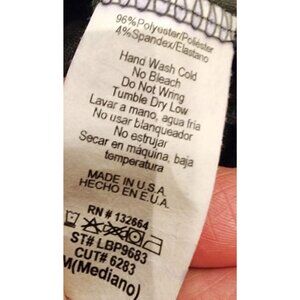 96% Polyester/Poliéster
4%Spandex/Elastano
Hand Wash Cold
No Bleach
Do Not Wring
Tumble Dry Low
Lavar a mano, agua fria
No usar blanqueador
No estrujar
Secar en máquina, baja
temperatura
MADE IN U.S.A.
HECHO EN E.U.A.
RN # 132664
ST# LBP9683
CUT# 6283
M(Mediano)